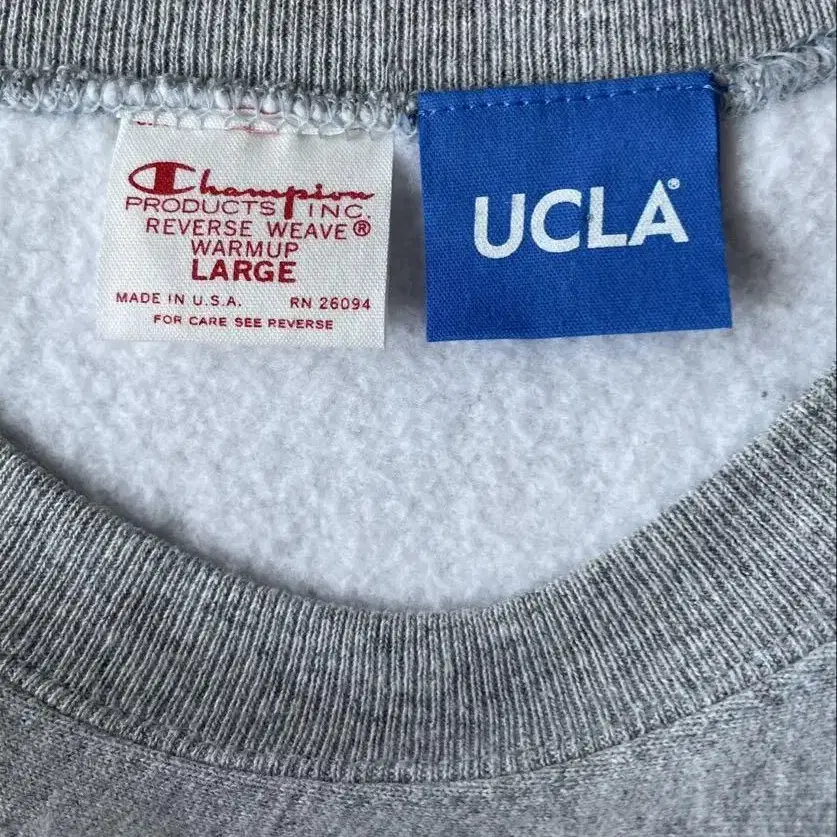 Champion
PRODUCTS INC.
REVERSE WEAVE®
WARMUP
LARGE
MADE IN U.S.A. RN 26094
FOR CARE SEE REVERSE
UCLA®